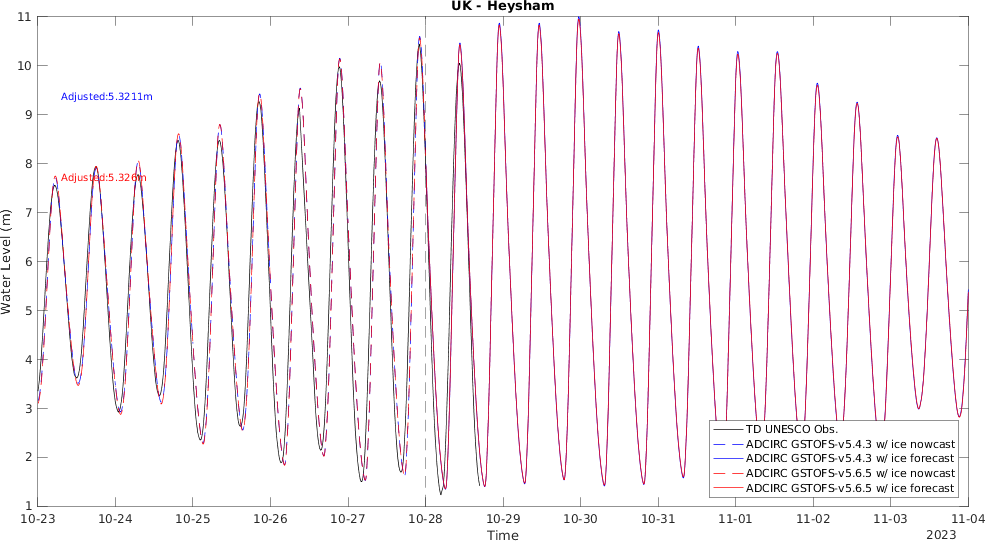 UK - Heysham
11
10
9
8
7
6
5
4
3
2
1
Water Level (m)
Adjusted:5.3211m
Adjusted:5.326m
TD UNESCO Obs.
ADCIRC GSTOFS-v5.4.3 w/ ice nowcast
ADCIRC GSTOFS-v5.4.3 w/ ice forecast
ADCIRC GSTOFS-v5.6.5 w/ ice nowcast
ADCIRC GSTOFS-v5.6.5 w/ ice forecast
10-23 10-24 10-25 10-26 10-27 10-28 10-29 10-30 10-31 11-01 11-02 11-03 11-04
Time
2023